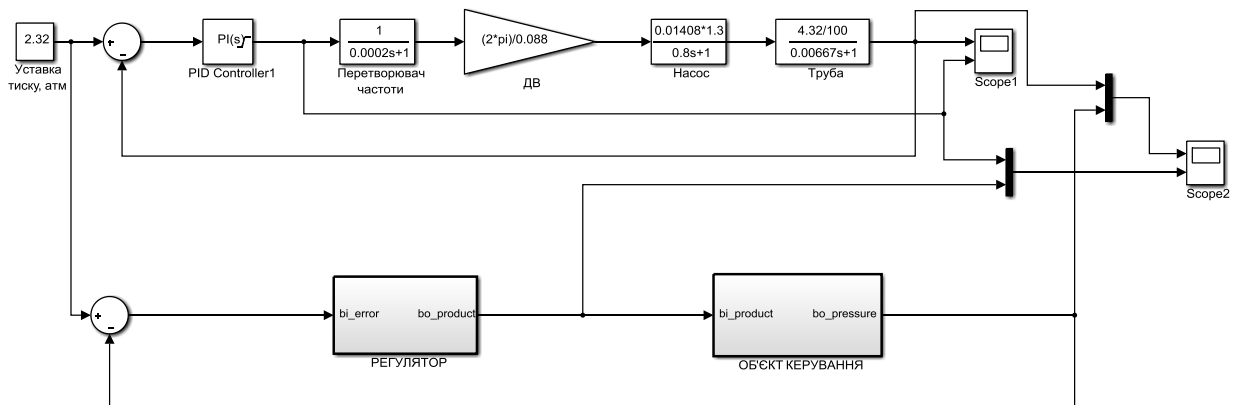 2.32
Уставка
тиску, атм
+
-
PI(s)
PID Controller1
1
0.0002s+1
Перетворювач
частоти
(2*pi)/0.088
ДВ
0.01408*1.3
0.8s+1
Насос
4.32/100
0.00667s+1
Труба
Scope1
Scope2
+
-
bi_error
bo_product
РЕГУЛЯТОР
bi_product
bo_pressure
ОБ'ЄКТ КЕРУВАННЯ